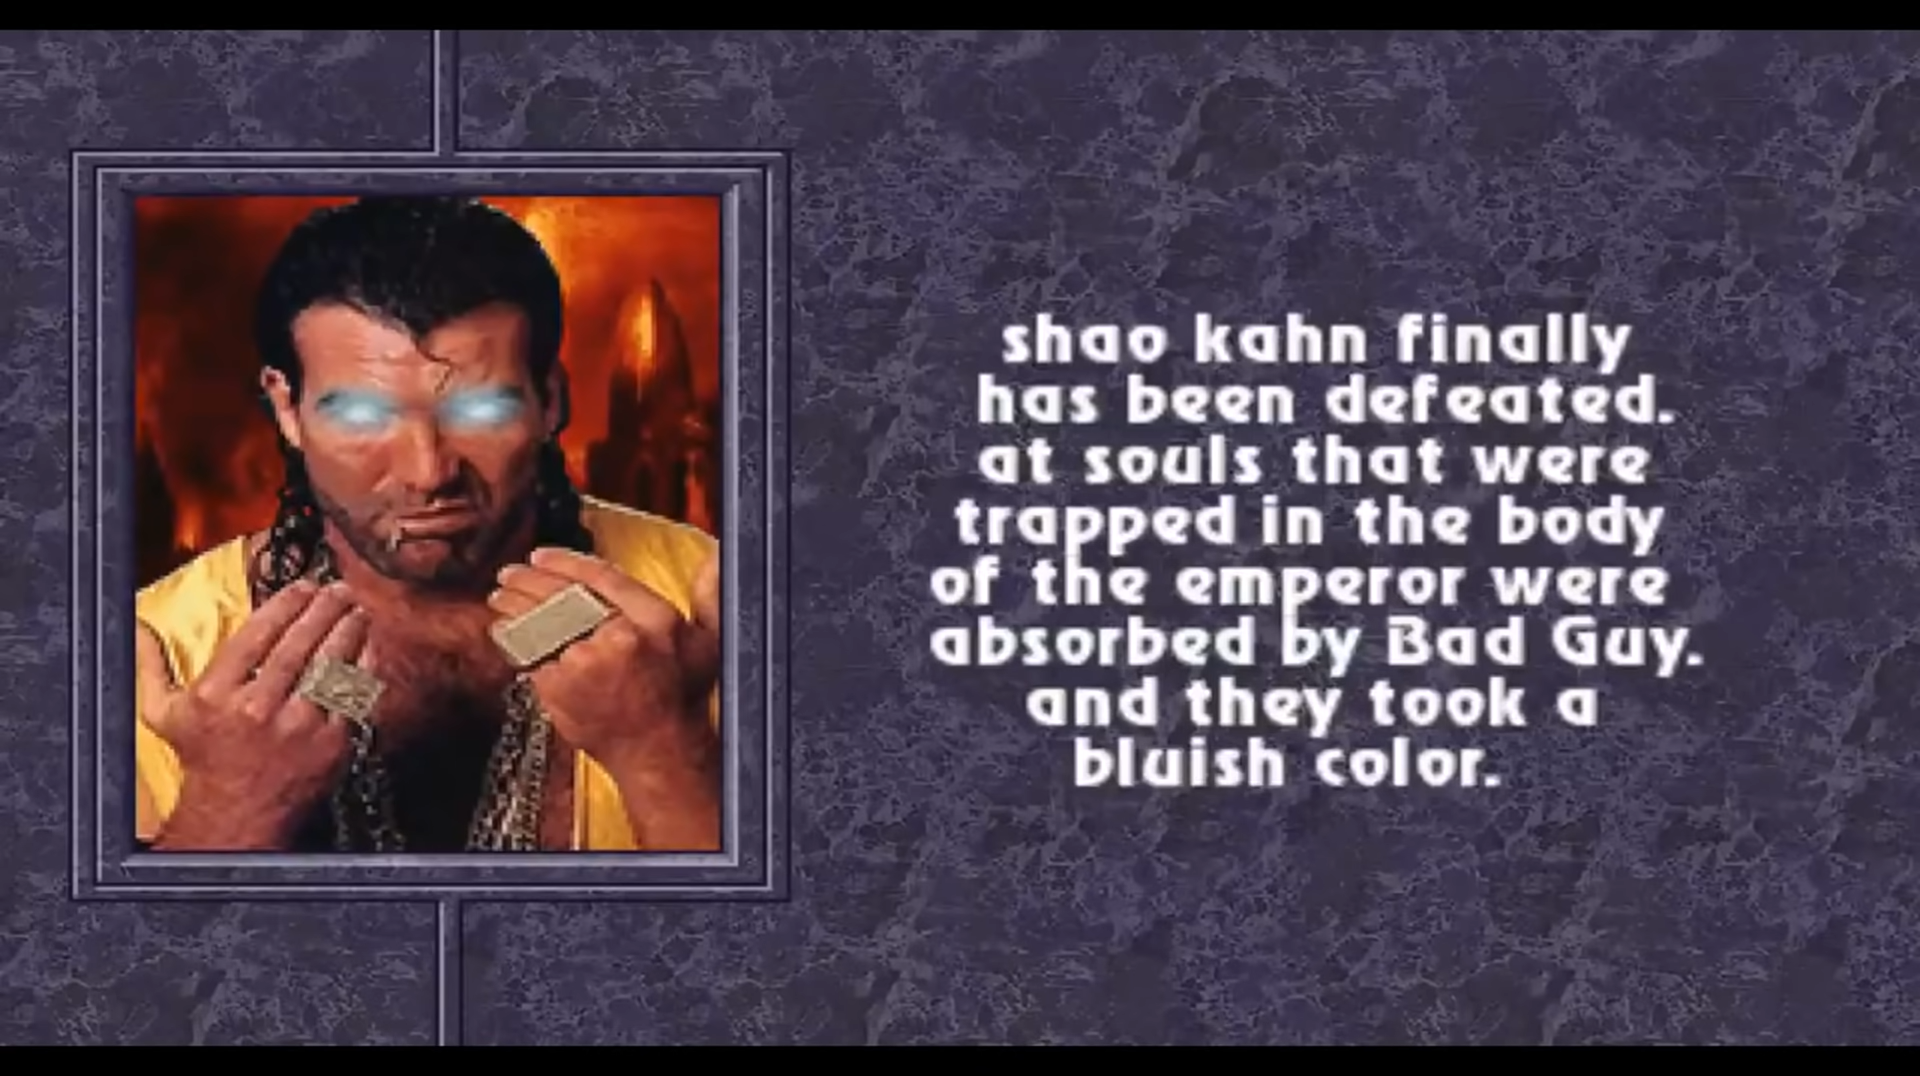 shao kahn finally
has been defeated.
at souls that were
trapped in the body
of the emperor were
absorbed by Bad Guy.
and they took a
bluish color.